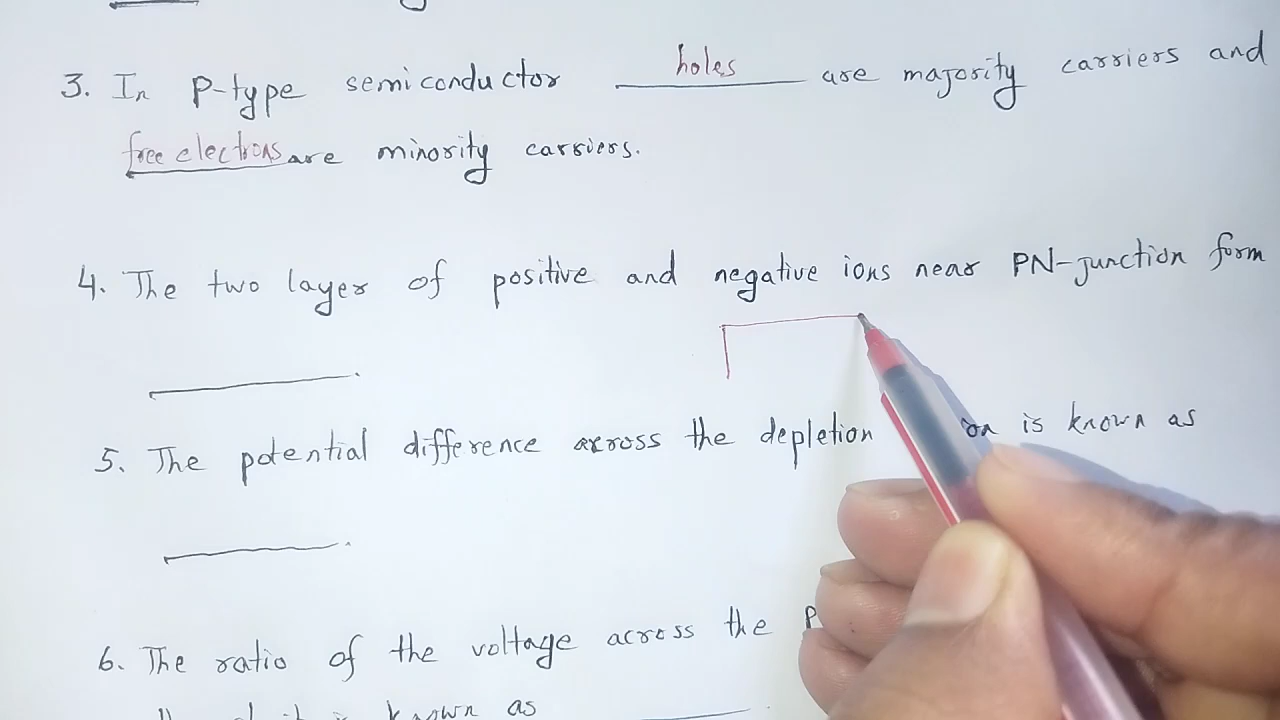 3. In P-type semiconductor holes are majority carriers and
free electrons are minority carriers.
4. The two layer of positive and negative ions near PN-junction form
5. The potential difference across the depletion is known as
6. The ratio of the voltage across the
known as